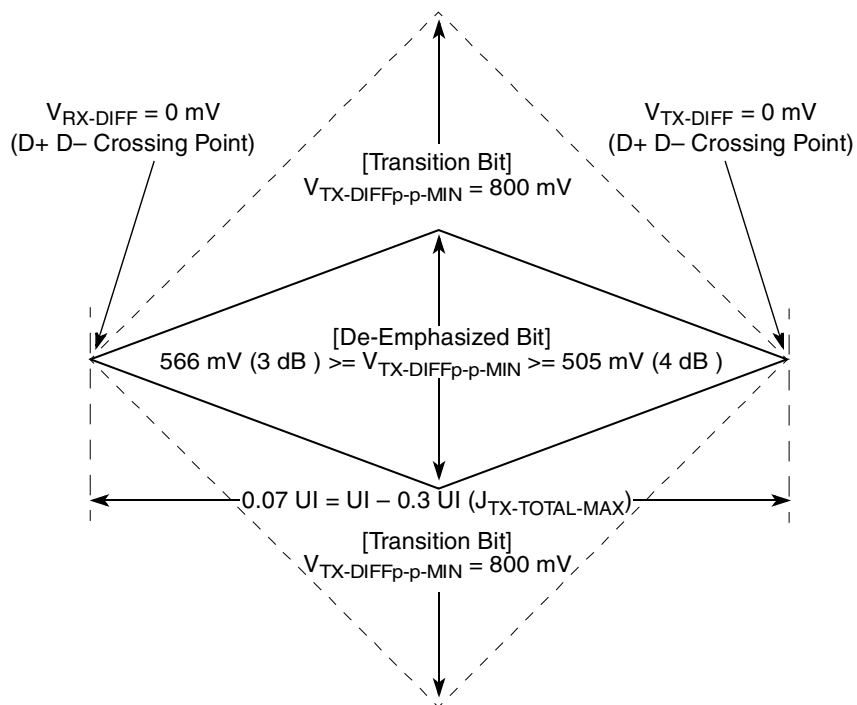 V_RX-DIFF = 0 mV
(D+ D– Crossing Point)
V_TX-DIFF = 0 mV
(D+ D– Crossing Point)
[Transition Bit]
V_TX-DIFFp-p-MIN = 800 mV
[De-Emphasized Bit]
566 mV (3 dB ) >= V_TX-DIFFp-p-MIN >= 505 mV (4 dB )
0.07 UI = UI – 0.3 UI (J_TX-TOTAL-MAX)
[Transition Bit]
V_TX-DIFFp-p-MIN = 800 mV